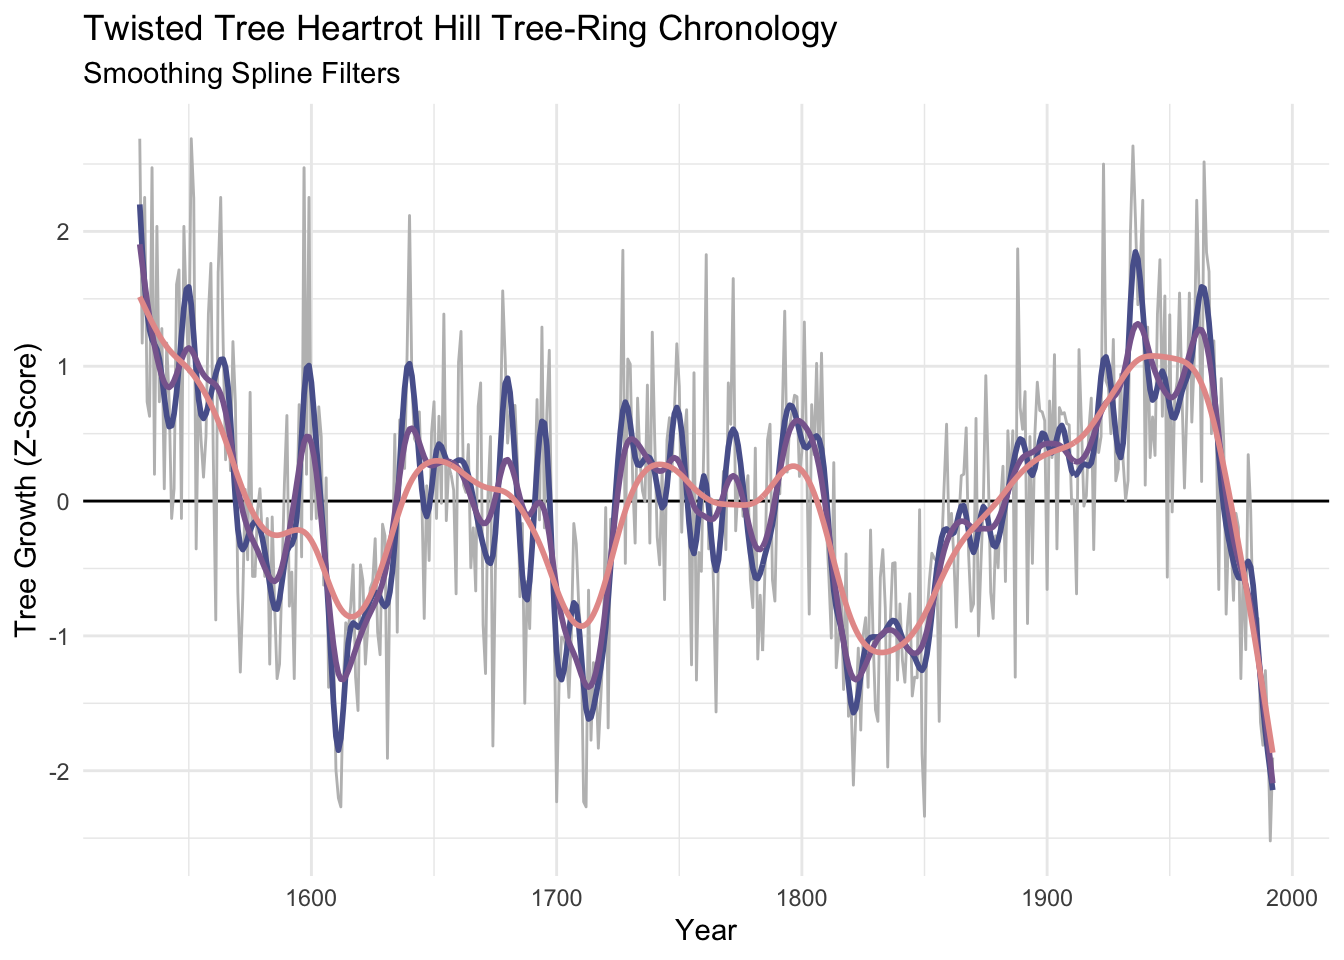 Twisted Tree Heartrot Hill Tree-Ring Chronology
Smoothing Spline Filters
Tree Growth (Z-Score)
2
1
0
-1
-2
1600
1700
1800
1900
2000
Year